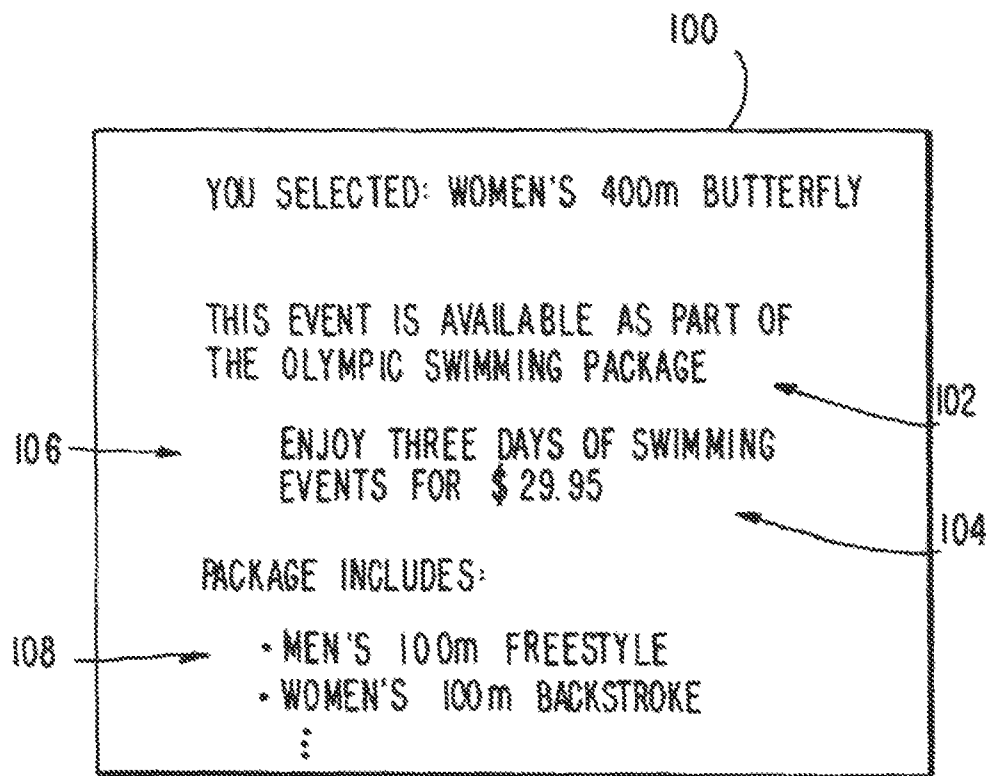 100
YOU SELECTED: WOMEN'S 400m BUTTERFLY
THIS EVENT IS AVAILABLE AS PART OF
THE OLYMPIC SWIMMING PACKAGE
102
106
ENJOY THREE DAYS OF SWIMMING
EVENTS FOR $29.95
104
PACKAGE INCLUDES:
108
• MEN'S 100m FREESTYLE
• WOMEN'S 100m BACKSTROKE
⋮